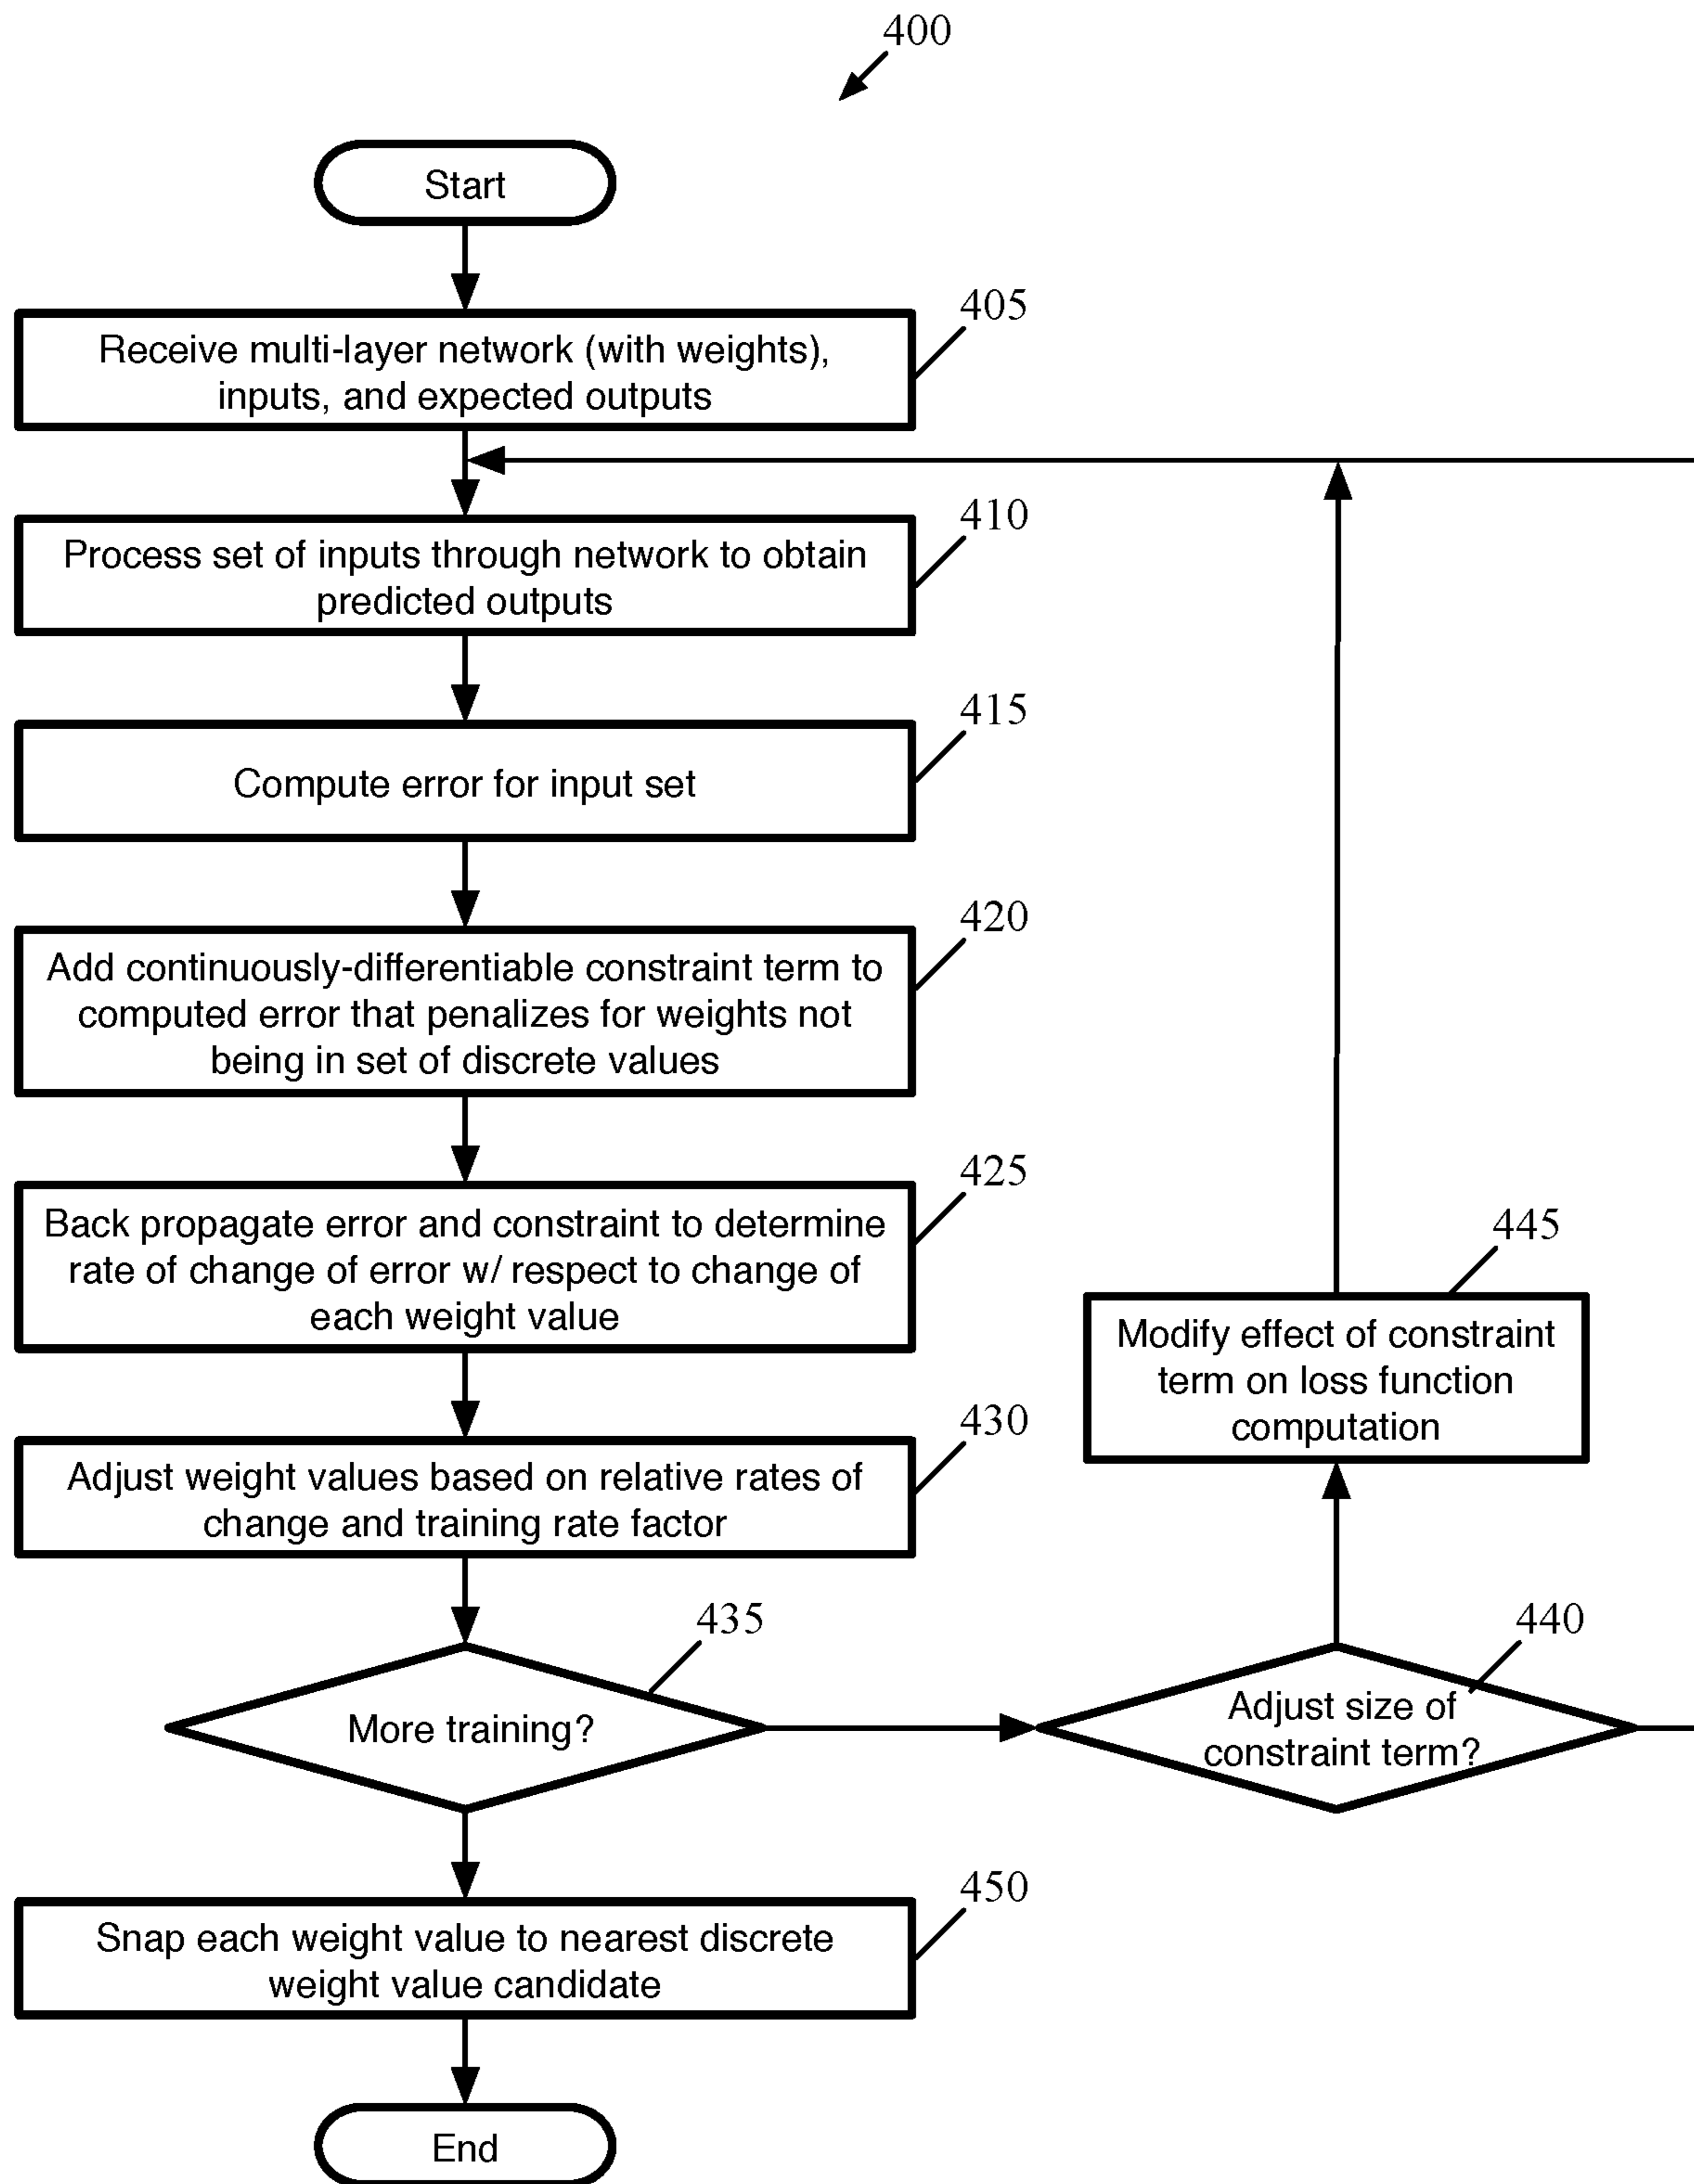 400
Start
405
Receive multi-layer network (with weights),
inputs, and expected outputs
410
Process set of inputs through network to obtain
predicted outputs
415
Compute error for input set
420
Add continuously-differentiable constraint term to
computed error that penalizes for weights not
being in set of discrete values
425
Back propagate error and constraint to determine
rate of change of error w/ respect to change of
each weight value
445
Modify effect of constraint
term on loss function
computation
430
Adjust weight values based on relative rates of
change and training rate factor
435
More training?
440
Adjust size of
constraint term?
450
Snap each weight value to nearest discrete
weight value candidate
End